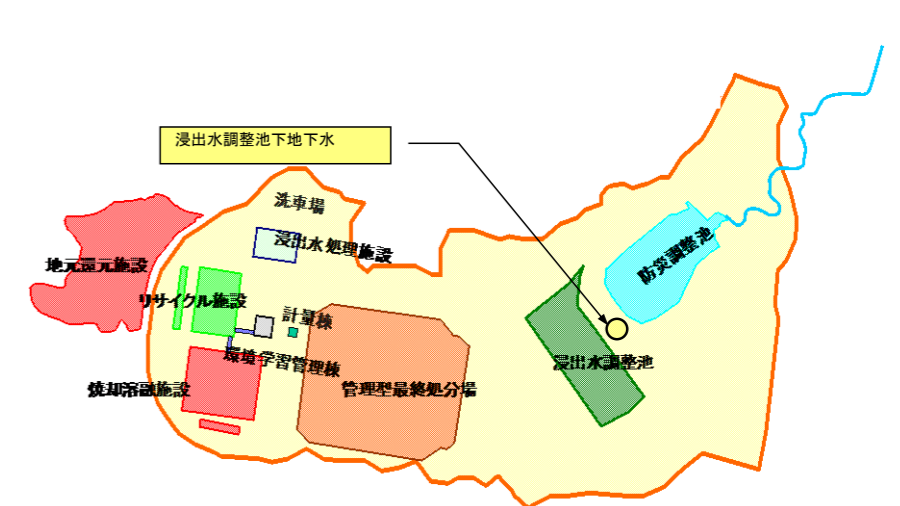 浸出水調整池下地下水
洗車場
浸出水処理施設
防災調整池
地元還元施設
リサイクル施設
計量棟
環境学習管理棟
浸出水調整池
焼却溶融施設
管理型最終処分場